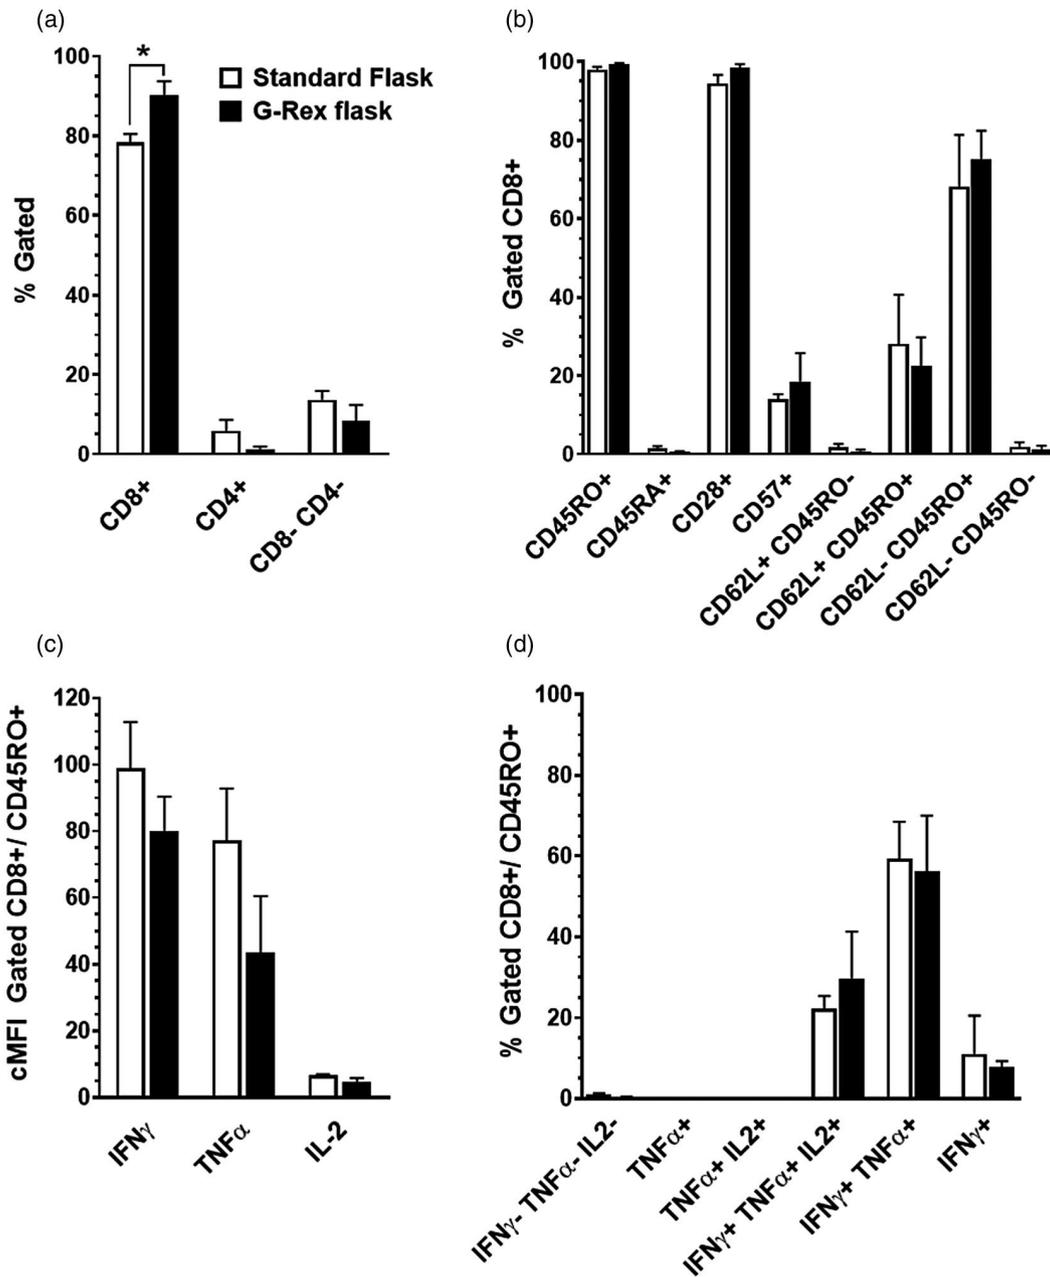 (a)
*
Standard Flask
G-Rex flask
% Gated
100
80
60
40
20
0
CD8+
CD4+
CD8- CD4-
(b)
% Gated CD8+
100
80
60
40
20
0
CD45RO+
CD45RA+
CD28+
CD57+
CD62L+ CD45RO-
CD62L+ CD45RO+
CD62L- CD45RO+
CD62L- CD45RO-
(c)
cMFI Gated CD8+/ CD45RO+
120
100
80
60
40
20
0
IFNγ
TNFα
IL-2
(d)
% Gated CD8+/ CD45RO+
100
80
60
40
20
0
IFNγ- TNFα- IL2-
TNFα+
TNFα+ IL2+
IFNγ+ TNFα+ IL2+
IFNγ+ TNFα+
IFNγ+